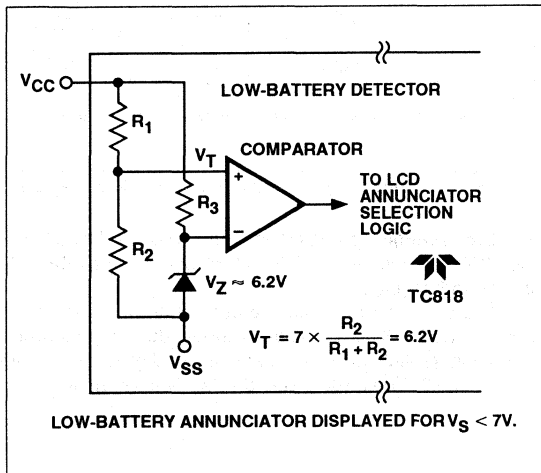 LOW-BATTERY DETECTOR
VCC
R1
VT
COMPARATOR
+
−
R3
R2
TO LCD
ANNUNCIATOR
SELECTION
LOGIC
VZ ≈ 6.2V
TC818
VT = 7 × R2 / (R1 + R2) = 6.2V
VSS
LOW-BATTERY ANNUNCIATOR DISPLAYED FOR VS < 7V.